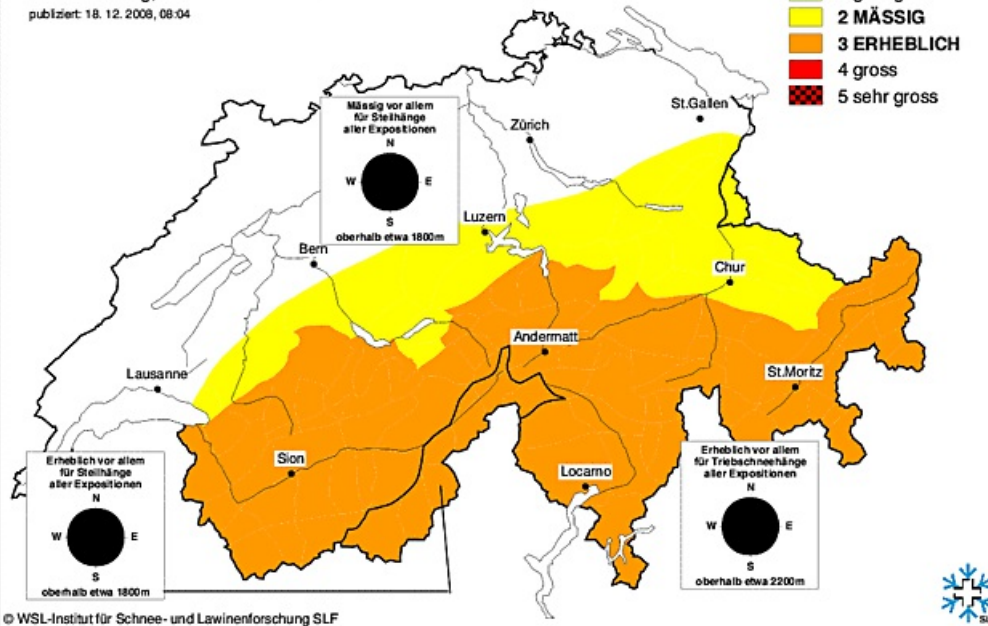 publiziert: 18. 12. 2008, 08:04
2 MÄSSIG
3 ERHEBLICH
4 gross
5 sehr gross
Mässig vor allem
für Steilhänge
aller Expositionen
N
W E
S
oberhalb etwa 1800m
St.Gallen
Zürich
Luzern
Bern
Chur
Andermatt
Lausanne
St.Moritz
Sion
Locarno
Erheblich vor allem
für Steilhänge
aller Expositionen
N
W E
S
oberhalb etwa 1800m
Erheblich vor allem
für Triebschneehänge
aller Expositionen
N
W E
S
oberhalb etwa 2200m
© WSL-Institut für Schnee- und Lawinenforschung SLF